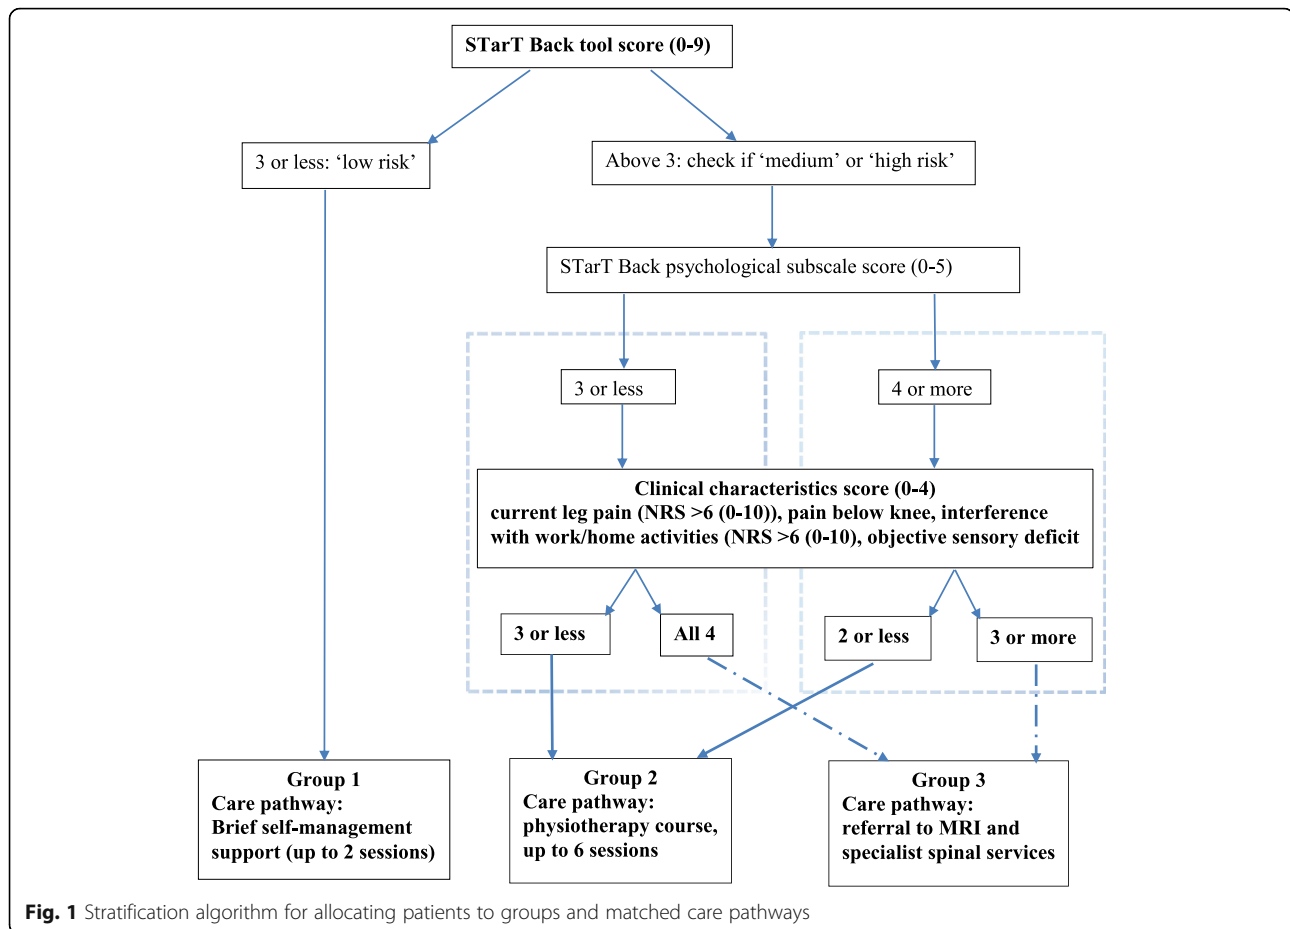 STarT Back tool score (0-9)
3 or less: ‘low risk’
Above 3: check if ‘medium’ or ‘high risk’
STarT Back psychological subscale score (0-5)
3 or less
4 or more
Clinical characteristics score (0-4)
current leg pain (NRS >6 (0-10)), pain below knee, interference
with work/home activities (NRS >6 (0-10), objective sensory deficit
3 or less
All 4
2 or less
3 or more
Group 1
Care pathway:
Brief self-management
support (up to 2 sessions)
Group 2
Care pathway:
physiotherapy course,
up to 6 sessions
Group 3
Care pathway:
referral to MRI and
specialist spinal services
Fig. 1 Stratification algorithm for allocating patients to groups and matched care pathways